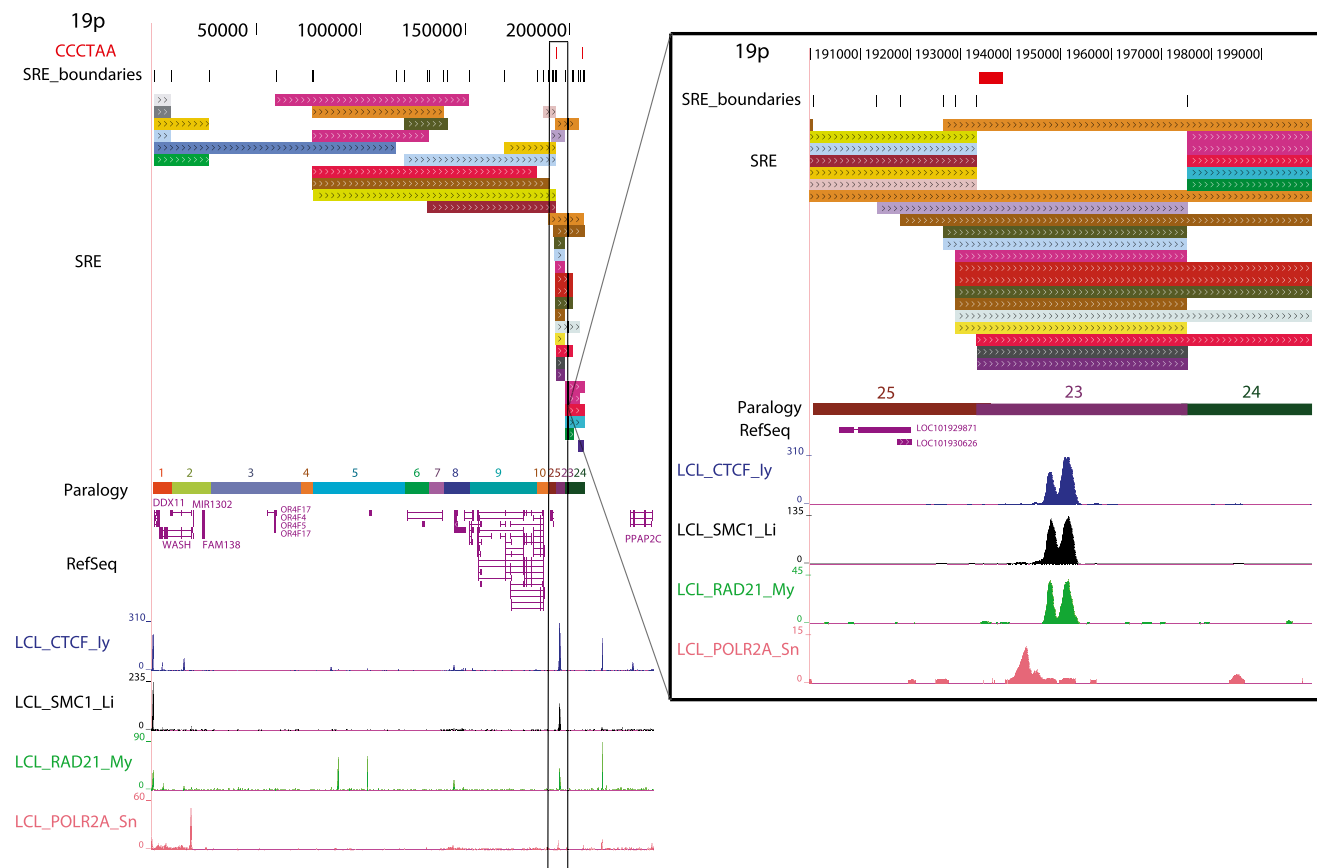 19p
50000 100000 150000 200000
CCCTAA
SRE_boundaries
SRE
Paralogy
1 2 3 4 5 6 7 8 9 10 25 23 24
DDX11 MIR1302
WASH FAM138
OR4F17
OR4F4
OR4F5
OR4F17
PPAP2C
RefSeq
310
LCL_CTCF_Iy
0
235
LCL_SMC1_Li
0
90
LCL_RAD21_My
0
60
LCL_POLR2A_Sn
0
19p
191000 192000 193000 194000 195000 196000 197000 198000 199000
SRE_boundaries
SRE
25 23 24
Paralogy
RefSeq
LOC101929871
LOC101930626
310
LCL_CTCF_Iy
0
135
LCL_SMC1_Li
0
45
LCL_RAD21_My
0
15
LCL_POLR2A_Sn
0